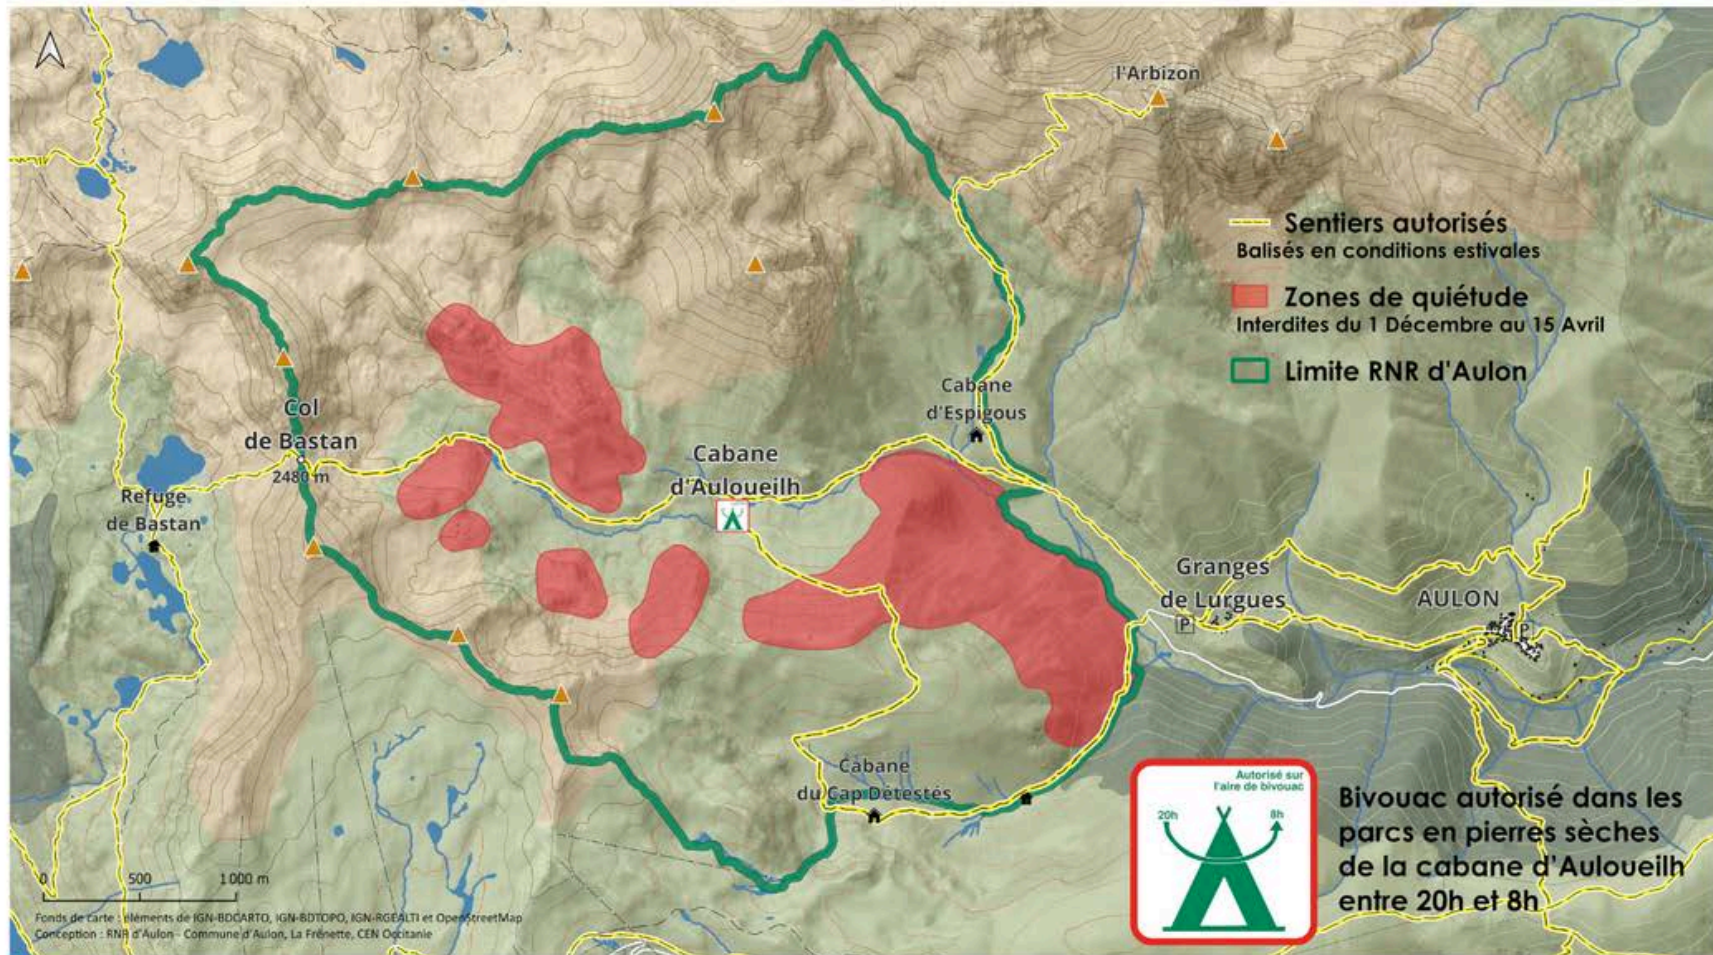 l'Arbizon
Sentiers autorisés
Balisés en conditions estivales
Zones de quiétude
Interdites du 1 Décembre au 15 Avril
Limite RNR d'Aulon
Cabane
d'Espigous
Col
de Bastan
2480 m
Cabane
d'Auloueilh
Refuge
de Bastan
Granges
de Lurgues
P
AULON
P
Cabane
du Cap Détestés
Autorisé sur
l'aire de bivouac
20h
8h
Bivouac autorisé dans les
parcs en pierres sèches
de la cabane d'Auloueilh
entre 20h et 8h
0 500 1 000 m
Fonds de carte : éléments de IGN-BDCARTO, IGN-BDTOPO, IGN-RGEALTI et OpenStreetMap
Conception : RNR d'Aulon - Commune d'Aulon, La Frênette, CEN Occitanie